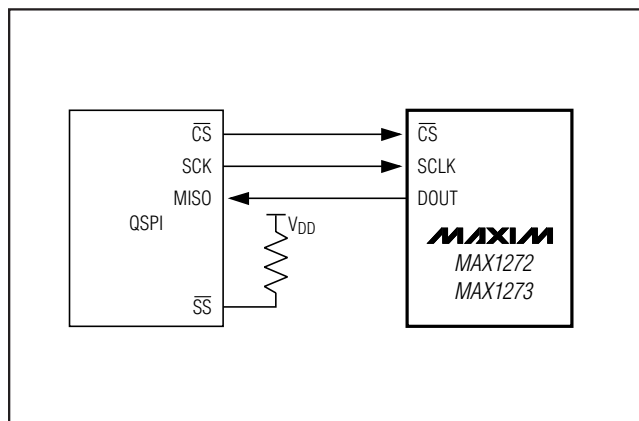 CS
SCK
MISO
QSPI
SS
VDD
CS
SCLK
DOUT
MAXIM
MAX1272
MAX1273